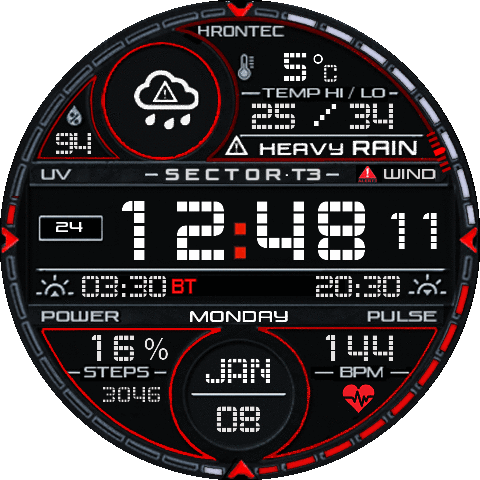 HRONTEC
5°C
TEMP HI / LO
25 / 34
94
HEAVY RAIN
UV
SECTOR·T3
WIND
24
12:48
11
03:30 BT
20:30
POWER
MONDAY
PULSE
16%
144
STEPS
BPM
3046
JAN
08